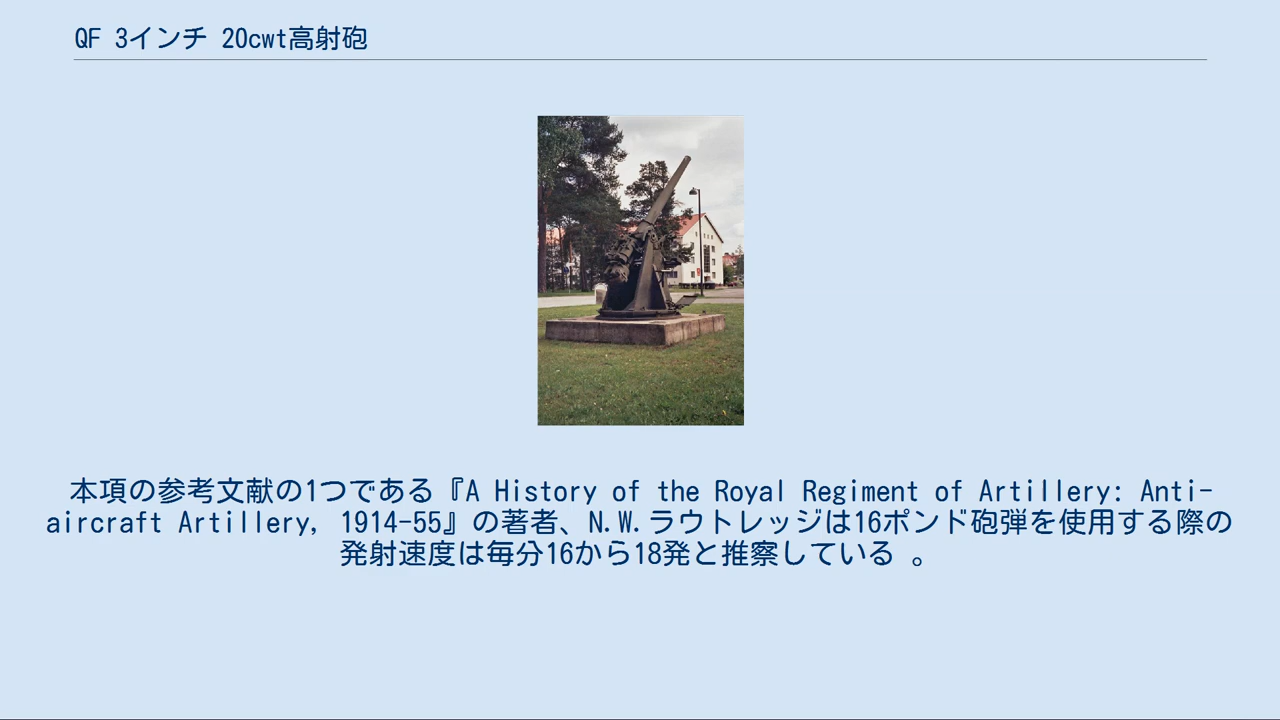 QF 3インチ 20cwt高射砲
本項の参考文献の1つである『A History of the Royal Regiment of Artillery: Anti-
aircraft Artillery, 1914-55』の著者、N.W.ラウトレッジは16ポンド砲弾を使用する際の
発射速度は毎分16から18発と推察している 。